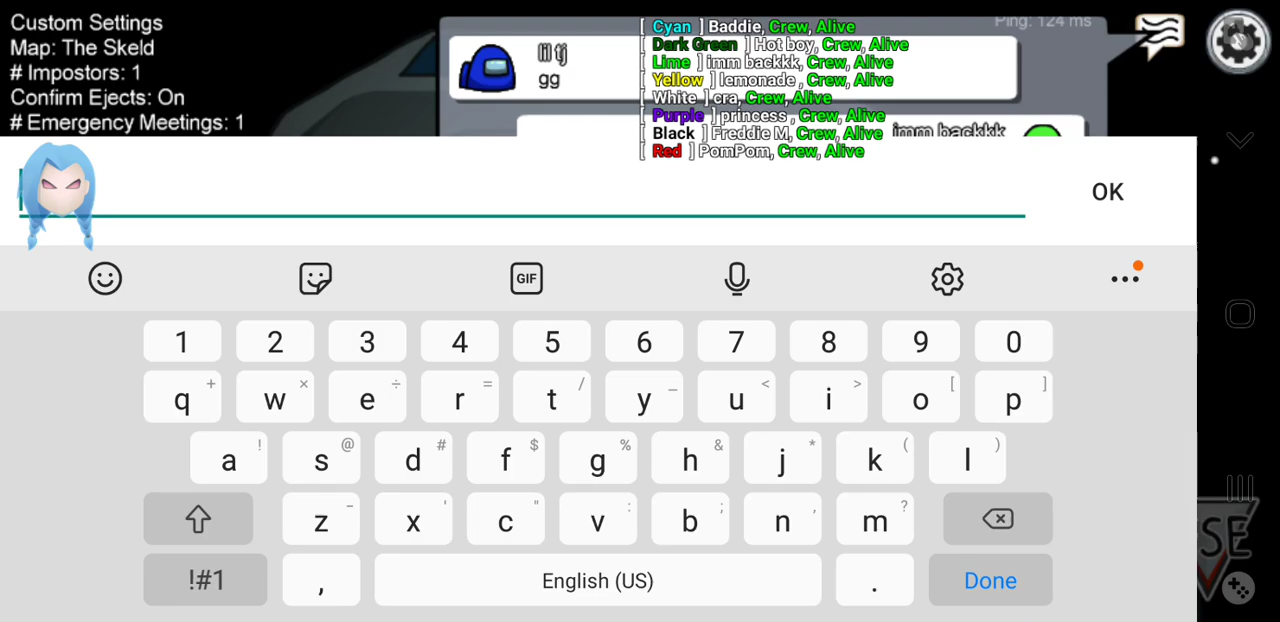 Custom Settings
Map: The Skeld
# Impostors: 1
Confirm Ejects: On
# Emergency Meetings: 1
lil tj
gg
Ping: 124 ms
[ Cyan ] Baddie, Crew, Alive
[ Dark Green ] Hot boy, Crew, Alive
[ Lime ] imm backkk, Crew, Alive
[ Yellow ] lemonade , Crew, Alive
[ White ] cra, Crew, Alive
[ Purple ] princess , Crew, Alive
[ Black ] Freddie M, Crew, Alive
[ Red ] PomPom, Crew, Alive
imm backkk
OK
GIF
1 2 3 4 5 6 7 8 9 0
q + w × e ÷ r = t / y _ u < i > o [ p ]
a ! s @ d # f $ g % h & j * k ( l )
z - x ' c " v : b ; n , m ?
!#1 , English (US) . Done